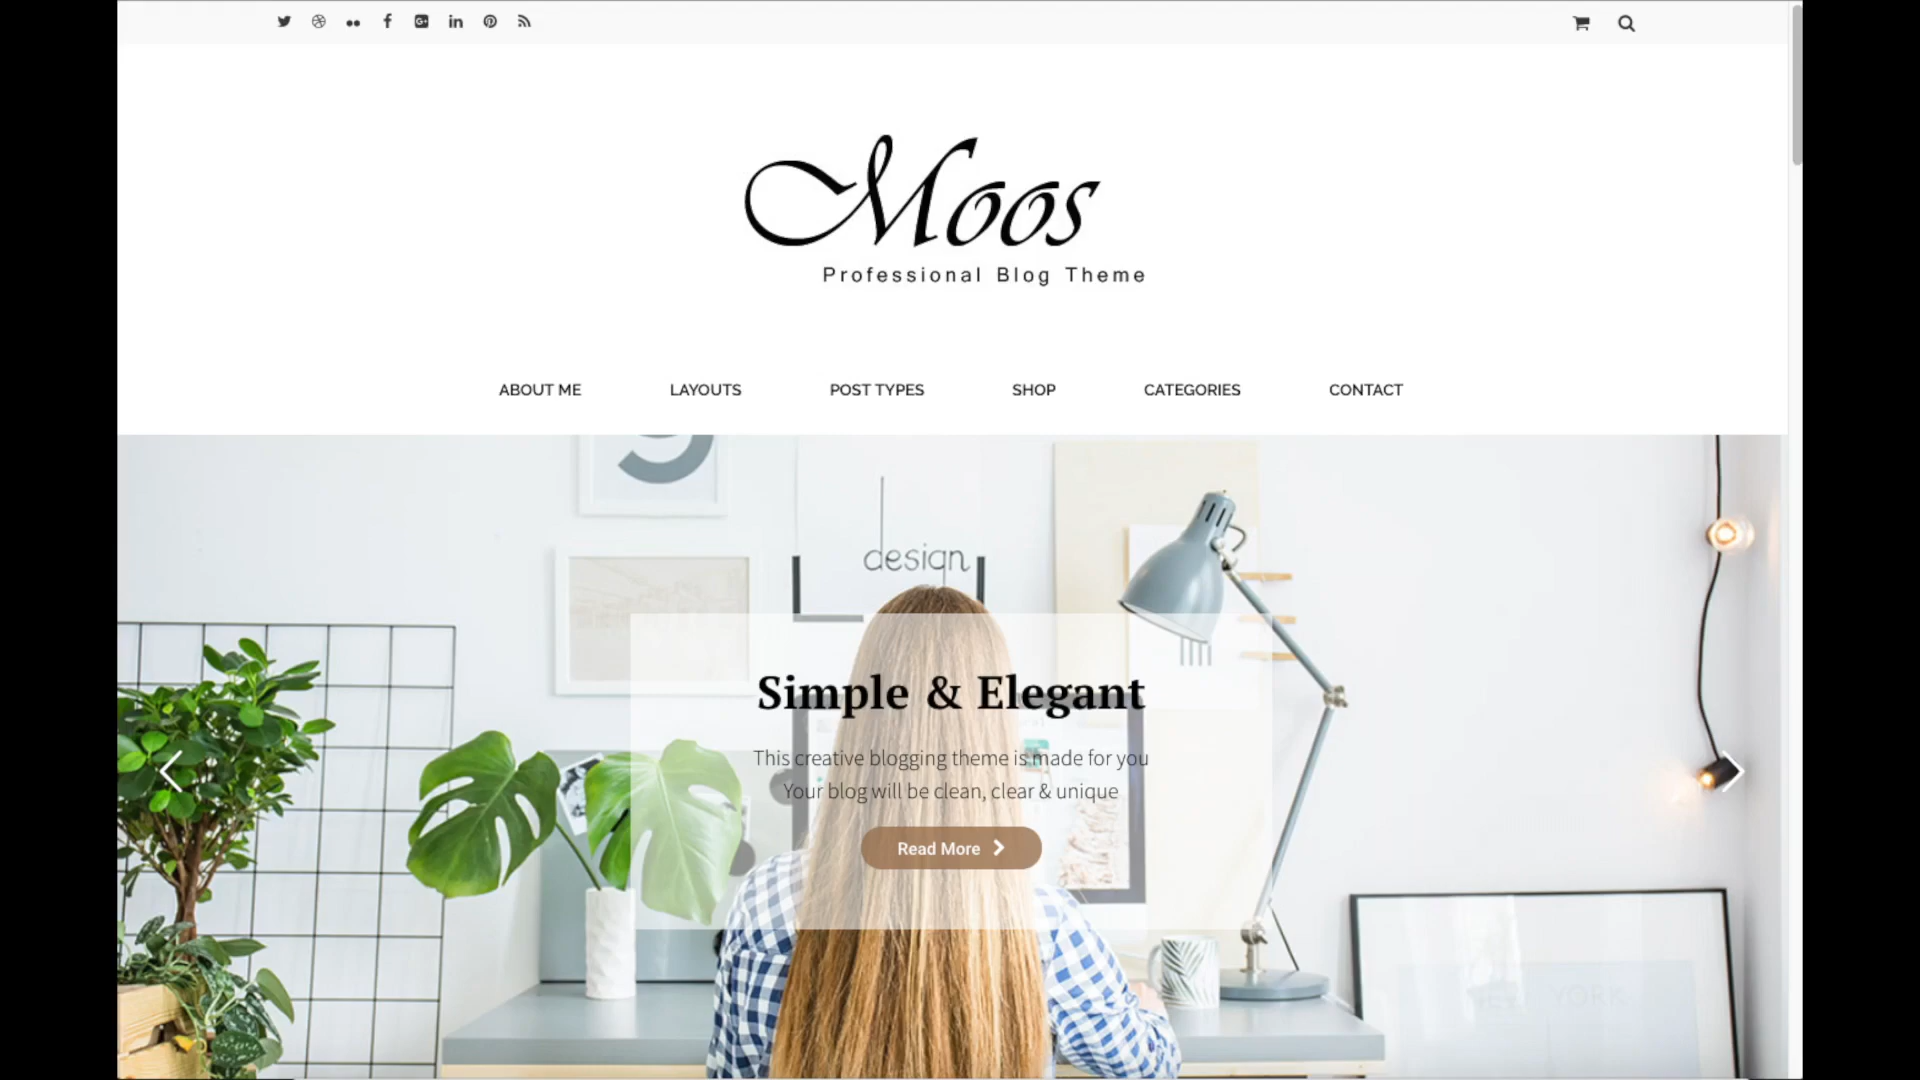 Moos
Professional Blog Theme
ABOUT ME LAYOUTS POST TYPES SHOP CATEGORIES CONTACT
design
Simple & Elegant
This creative blogging theme is made for you
Your blog will be clean, clear & unique
Read More
YORK